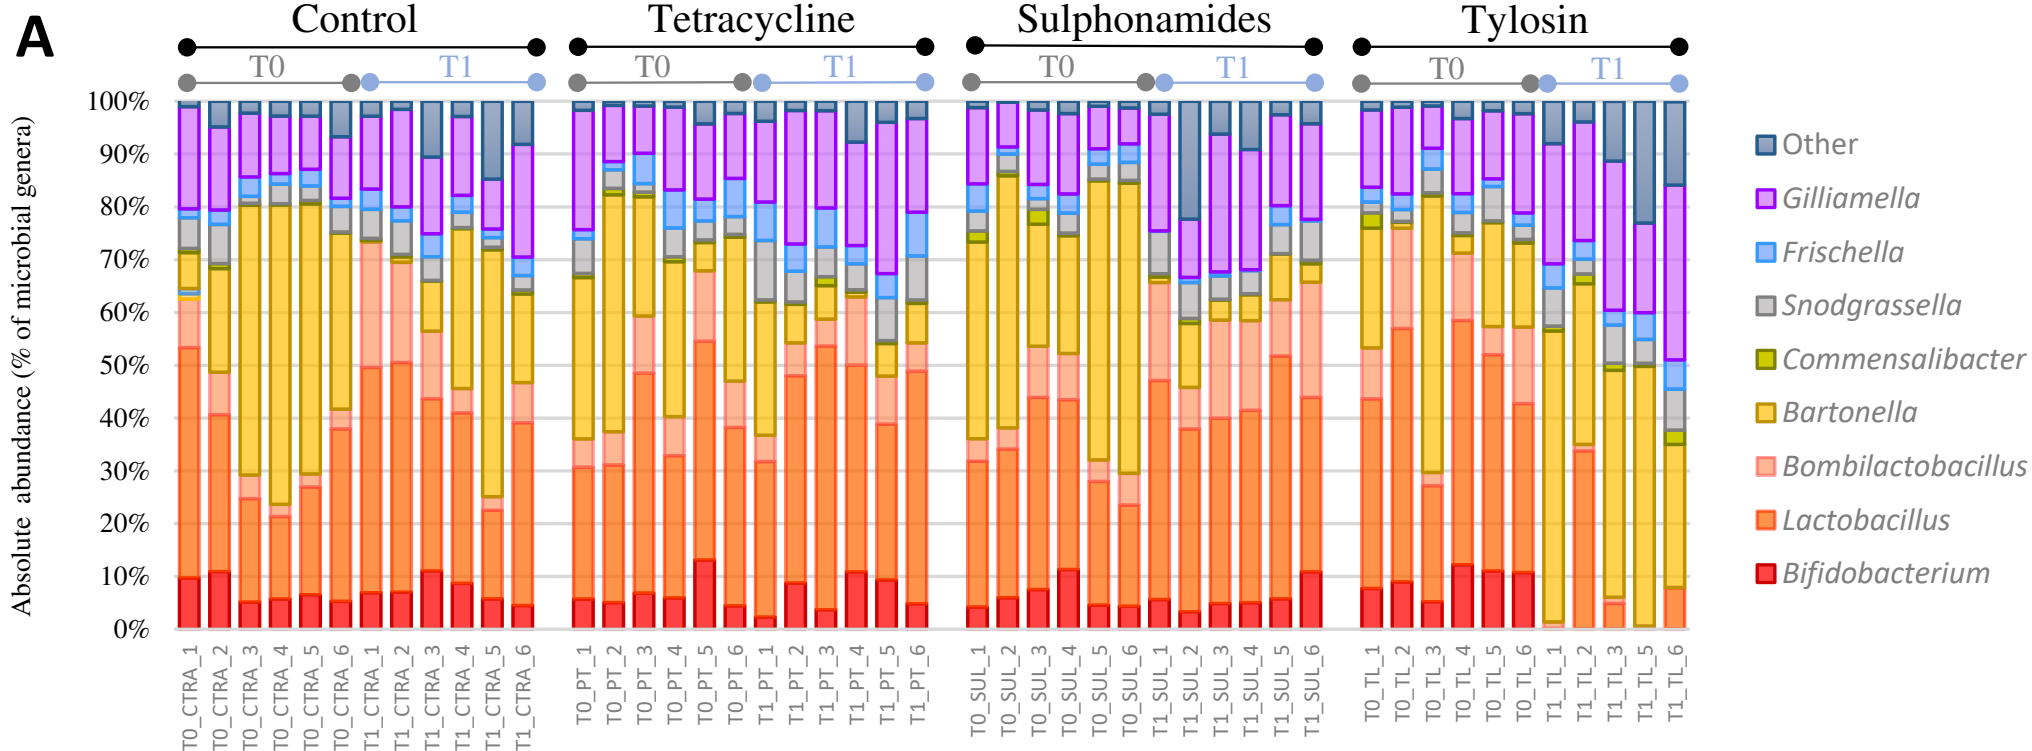 A
Control Tetracycline Sulphonamides Tylosin
T0 T1 T0 T1 T0 T1 T0 T1
Absolute abundance (% of microbial genera)
100%
90%
80%
70%
60%
50%
40%
30%
20%
10%
0%
T0_CTRA_1
T0_CTRA_2
T0_CTRA_3
T0_CTRA_4
T0_CTRA_5
T0_CTRA_6
T1_CTRA_1
T1_CTRA_2
T1_CTRA_3
T1_CTRA_4
T1_CTRA_5
T1_CTRA_6
T0_PT_1
T0_PT_2
T0_PT_3
T0_PT_4
T0_PT_5
T0_PT_6
T1_PT_1
T1_PT_2
T1_PT_3
T1_PT_4
T1_PT_5
T1_PT_6
T0_SUL_1
T0_SUL_2
T0_SUL_3
T0_SUL_4
T0_SUL_5
T0_SUL_6
T1_SUL_1
T1_SUL_2
T1_SUL_3
T1_SUL_4
T1_SUL_5
T1_SUL_6
T0_TL_1
T0_TL_2
T0_TL_3
T0_TL_4
T0_TL_5
T0_TL_6
T1_TL_1
T1_TL_2
T1_TL_3
T1_TL_5
T1_TL_6
Other
Gilliamella
Frischella
Snodgrassella
Commensalibacter
Bartonella
Bombilactobacillus
Lactobacillus
Bifidobacterium